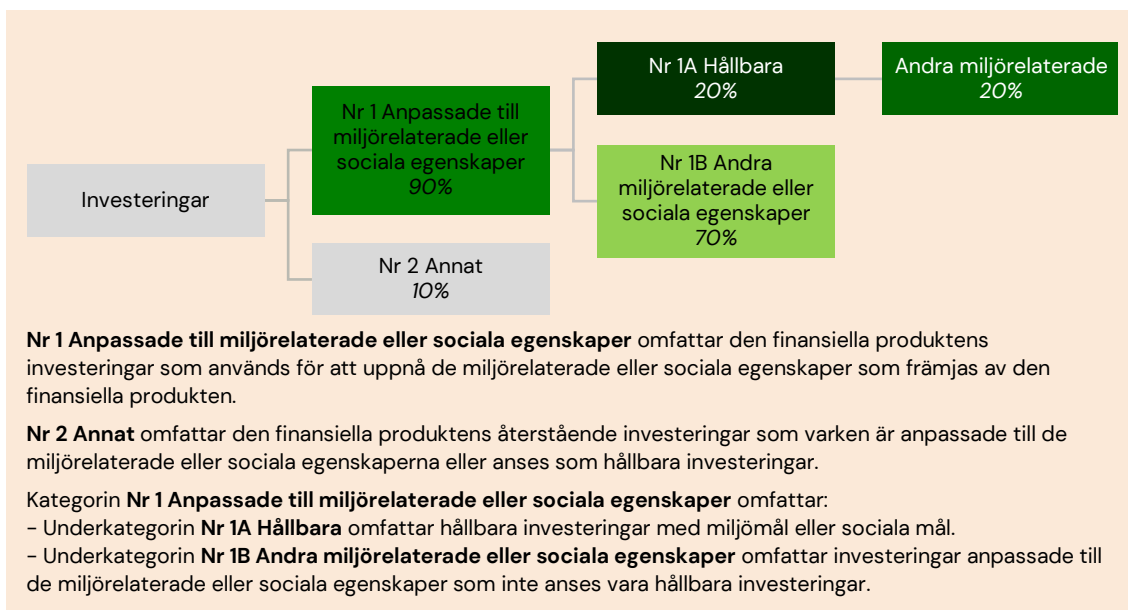 Nr 1A Hållbara
20%
Andra miljörelaterade
20%
Nr 1 Anpassade till
miljörelaterade eller
sociala egenskaper
90%
Nr 1B Andra
miljörelaterade eller
sociala egenskaper
70%
Investeringar
Nr 2 Annat
10%
Nr 1 Anpassade till miljörelaterade eller sociala egenskaper omfattar den finansiella produktens
investeringar som används för att uppnå de miljörelaterade eller sociala egenskaper som främjas av den
finansiella produkten.
Nr 2 Annat omfattar den finansiella produktens återstående investeringar som varken är anpassade till de
miljörelaterade eller sociala egenskaperna eller anses som hållbara investeringar.
Kategorin Nr 1 Anpassade till miljörelaterade eller sociala egenskaper omfattar:
– Underkategorin Nr 1A Hållbara omfattar hållbara investeringar med miljömål eller sociala mål.
– Underkategorin Nr 1B Andra miljörelaterade eller sociala egenskaper omfattar investeringar anpassade till
de miljörelaterade eller sociala egenskaper som inte anses vara hållbara investeringar.